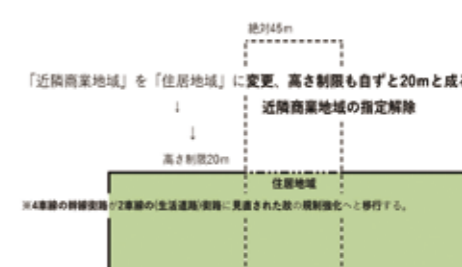 絶対45m
「近隣商業地域」を「住居地域」に変更、高さ制限も自ずと20mと成
↓
近隣商業地域の指定解除
↓
高さ制限20m
住居地域
※4車線の幹線街路が2車線の(生活道路)街路に見直された故の規制強化へと移行する。